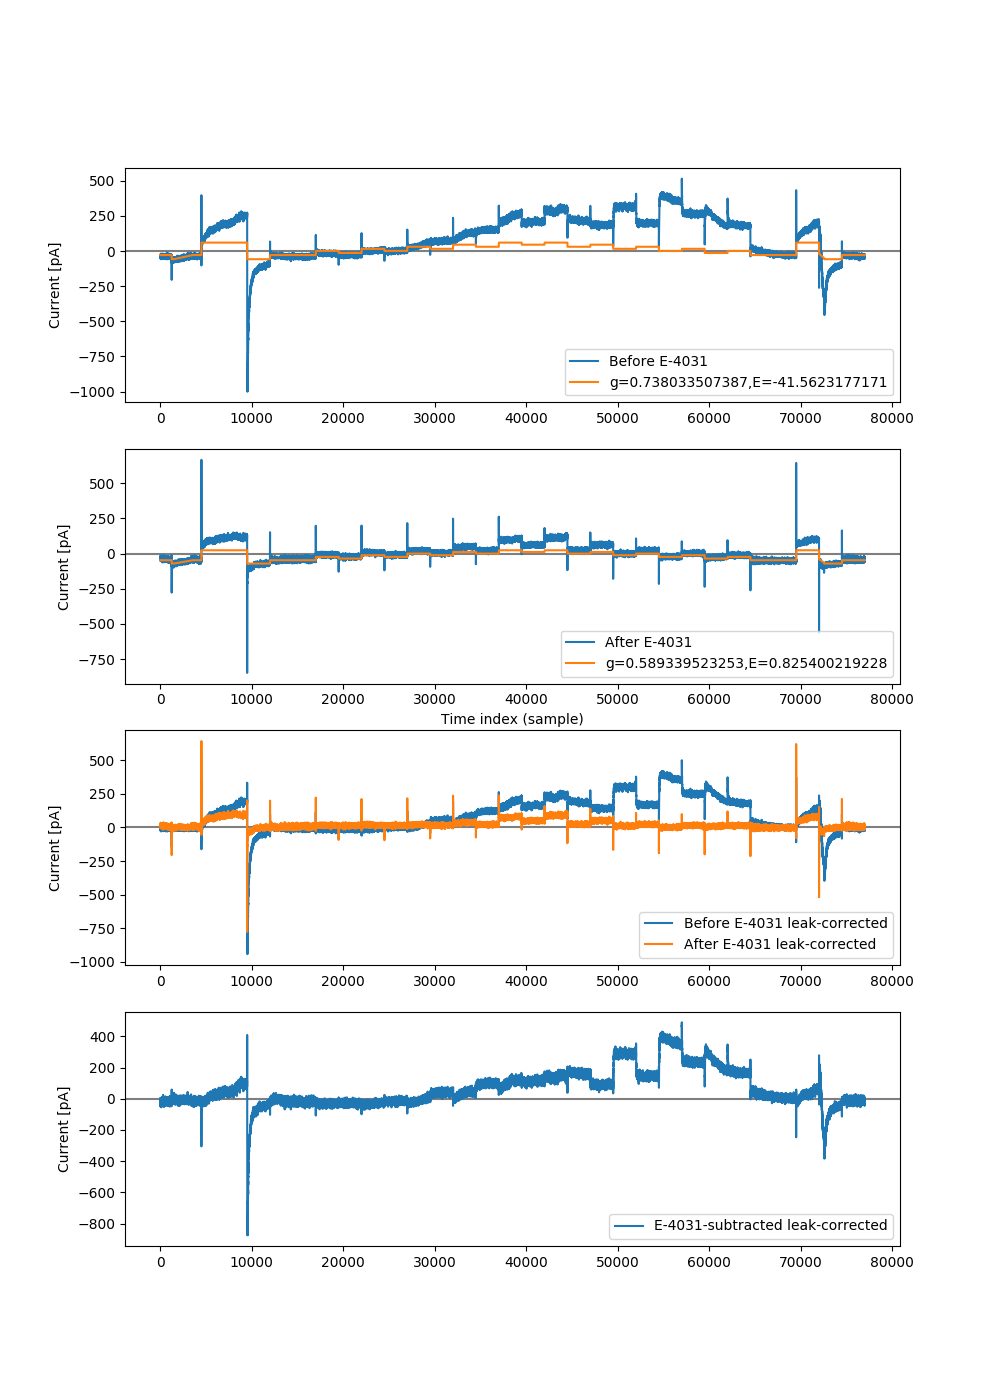 500
250
0
−250
−500
−750
−1000
Current [pA]
Before E-4031
g=0.738033507387,E=-41.5623177171
0 10000 20000 30000 40000 50000 60000 70000 80000
500
250
0
−250
−500
−750
Current [pA]
After E-4031
g=0.589339523253,E=0.825400219228
0 10000 20000 30000 40000 50000 60000 70000 80000
Time index (sample)
500
250
0
−250
−500
−750
−1000
Current [pA]
Before E-4031 leak-corrected
After E-4031 leak-corrected
0 10000 20000 30000 40000 50000 60000 70000 80000
400
200
0
−200
−400
−600
−800
Current [pA]
E-4031-subtracted leak-corrected
0 10000 20000 30000 40000 50000 60000 70000 80000